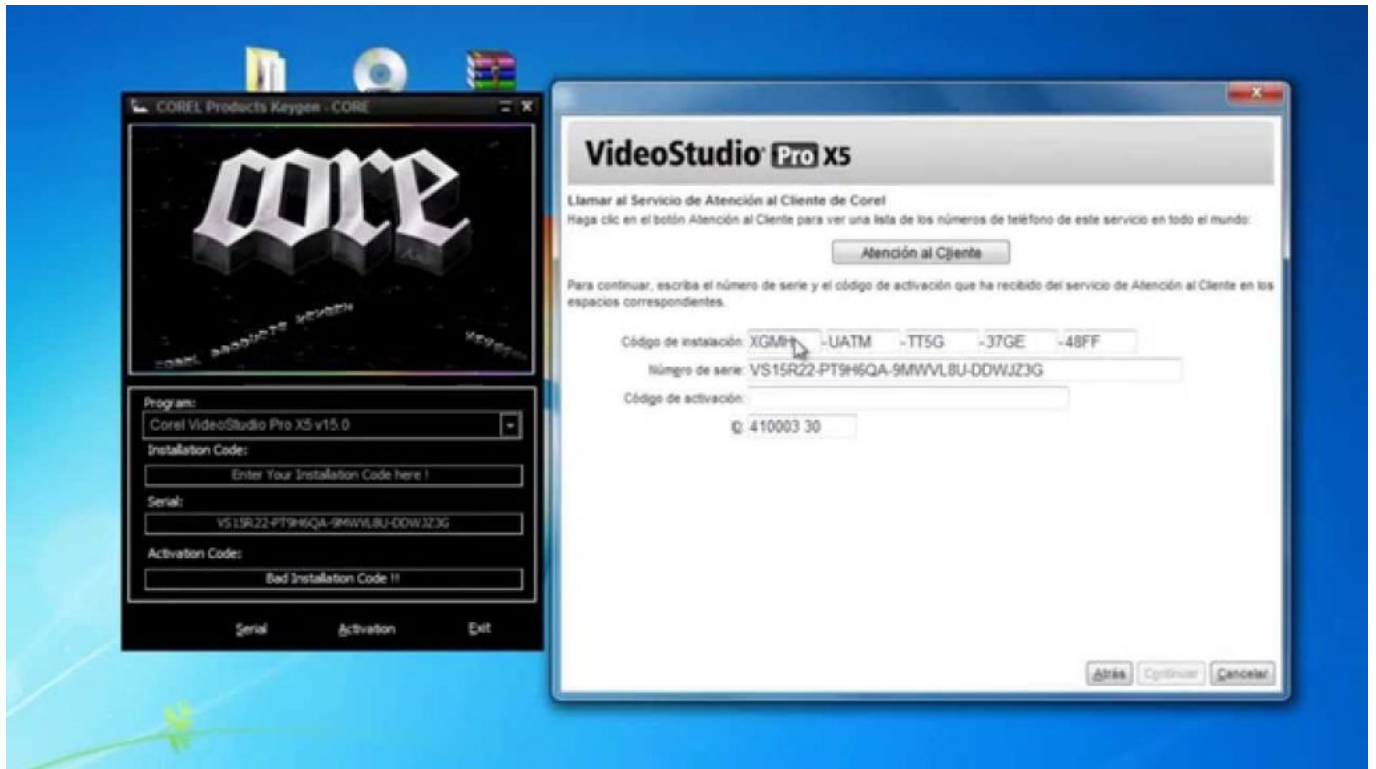 COREL Products Keygen - CORE
core
COREL PRODUCTS KEYGEN
Program:
Corel VideoStudio Pro X5 v15.0
Installation Code:
Enter Your Installation Code here !
Serial:
VS15R22-PT9H6QA-9MWVL8U-DDWJZ3G
Activation Code:
Bad Installation Code !!
Serial Activation Exit
VideoStudio® Pro X5
Llamar al Servicio de Atención al Cliente de Corel
Haga clic en el botón Atención al Cliente para ver una lista de los números de teléfono de este servicio en todo el mundo:
Atención al Cliente
Para continuar, escriba el número de serie y el código de activación que ha recibido del servicio de Atención al Cliente en los
espacios correspondientes.
Código de instalación: -UATM -TT5G -37GE -48FF
Número de serie: VS15R22-PT9H6QA-9MWVL8U-DDWJZ3G
Código de activación:
410003 30
Atrás Continuar Cancelar